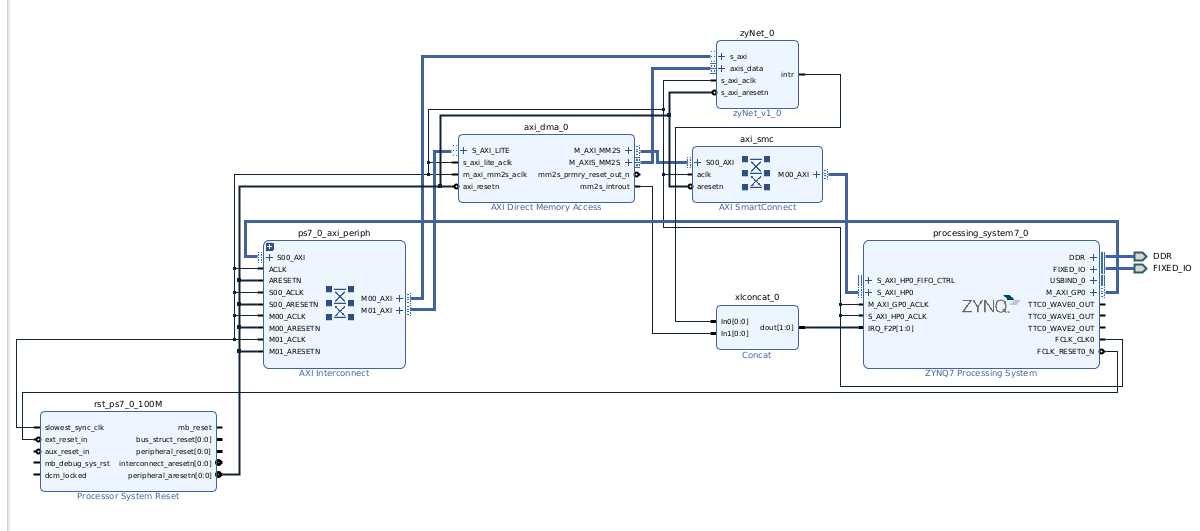 zyNet_0
s_axi
axis_data
s_axi_aclk
s_axi_aresetn
intr
zyNet_v1_0
axi_dma_0
S_AXI_LITE
s_axi_lite_aclk
m_axi_mm2s_aclk
axi_resetn
M_AXI_MM2S
M_AXIS_MM2S
mm2s_prmry_reset_out_n
mm2s_introut
AXI Direct Memory Access
axi_smc
S00_AXI
aclk
aresetn
M00_AXI
AXI SmartConnect
ps7_0_axi_periph
S00_AXI
ACLK
ARESETN
S00_ACLK
S00_ARESETN
M00_ACLK
M00_ARESETN
M01_ACLK
M01_ARESETN
M00_AXI
M01_AXI
AXI Interconnect
processing_system7_0
S_AXI_HP0_FIFO_CTRL
S_AXI_HP0
M_AXI_GP0_ACLK
S_AXI_HP0_ACLK
IRQ_F2P[1:0]
ZYNQ
DDR
FIXED_IO
USBIND_0
M_AXI_GP0
TTC0_WAVE0_OUT
TTC0_WAVE1_OUT
TTC0_WAVE2_OUT
FCLK_CLK0
FCLK_RESET0_N
ZYNQ7 Processing System
DDR
FIXED_IO
xlconcat_0
In0[0:0]
In1[0:0]
dout[1:0]
Concat
rst_ps7_0_100M
slowest_sync_clk
ext_reset_in
aux_reset_in
mb_debug_sys_rst
dcm_locked
mb_reset
bus_struct_reset[0:0]
peripheral_reset[0:0]
interconnect_aresetn[0:0]
peripheral_aresetn[0:0]
Processor System Reset